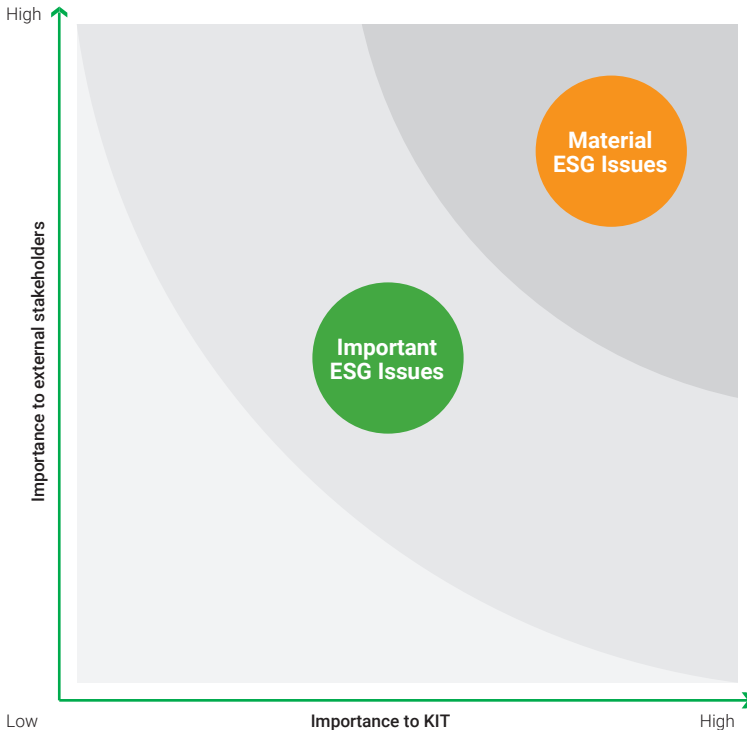 High
Material
ESG Issues
Importance to external stakeholders
Important
ESG Issues
Low
Importance to KIT
High